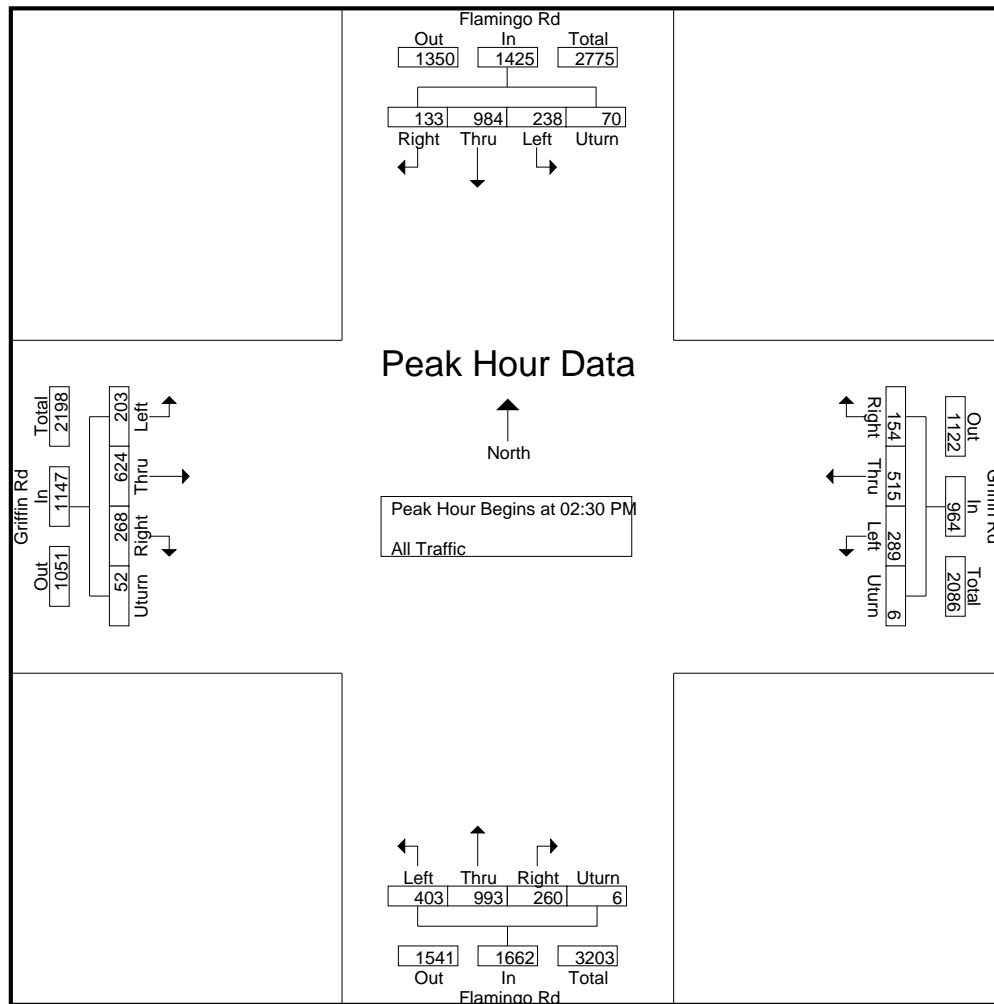 Flamingo Rd
Out In Total
1350 1425 2775
133 984 238 70
Right Thru Left Uturn
Peak Hour Data
North
Peak Hour Begins at 02:30 PM
All Traffic
Griffin Rd
Total In Out
2198 1147 1051
203 624 268 52
Left Thru Right Uturn
Right Thru Left Uturn
154 515 289 6
1122 964 2086
Out In Total
Griffin Rd
Left Thru Right Uturn
403 993 260 6
1541 1662 3203
Out In Total
Flamingo Rd